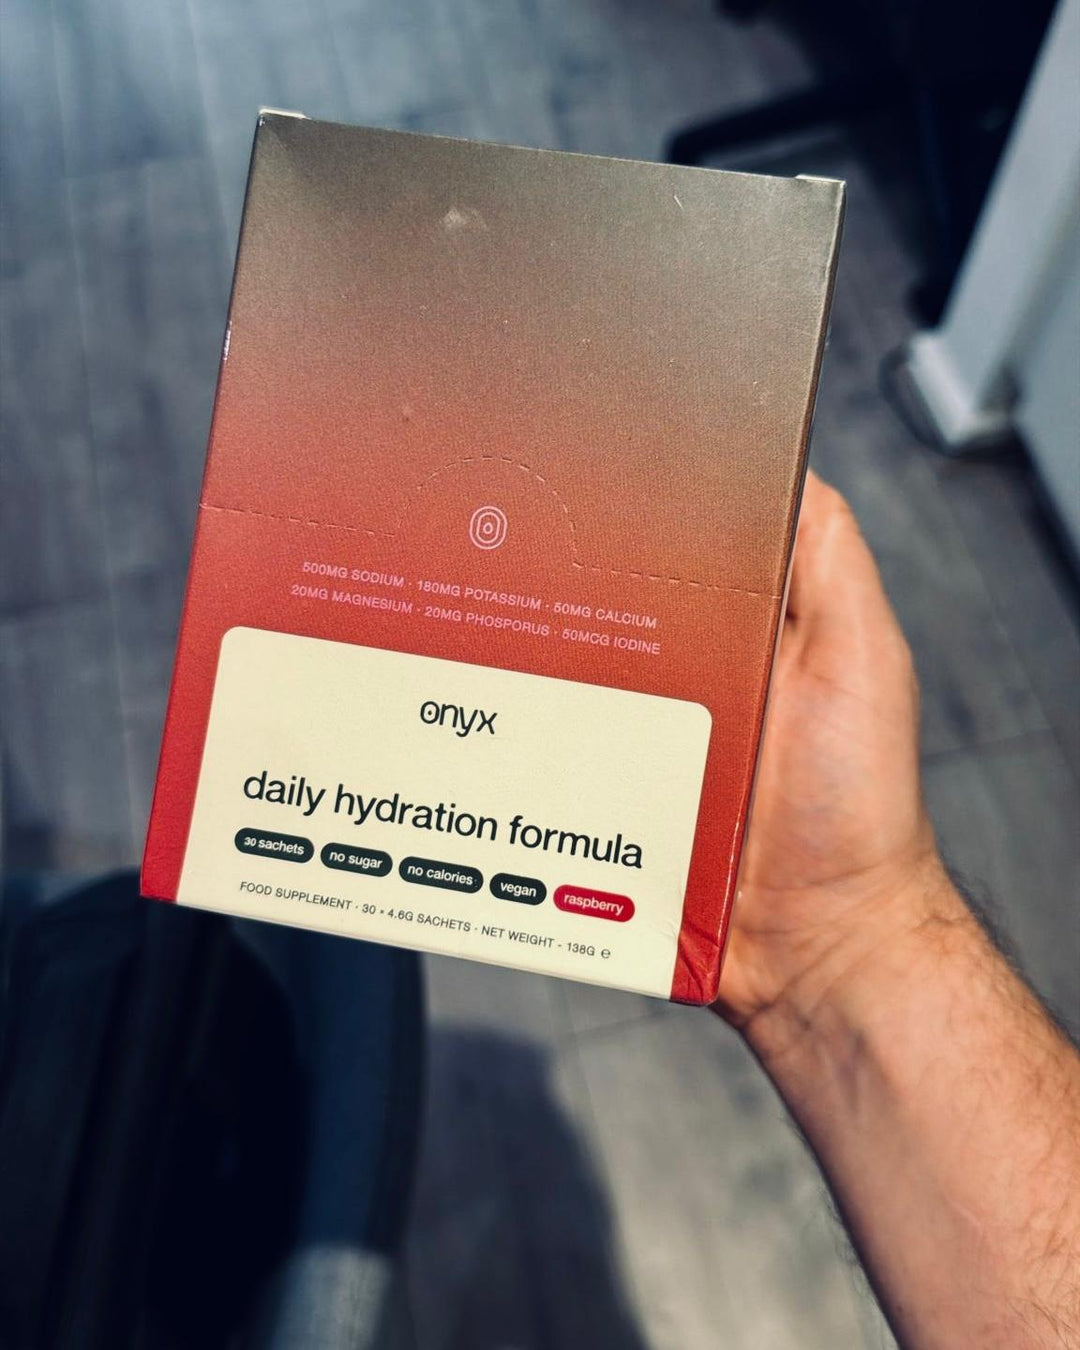 500MG SODIUM · 180MG POTASSIUM · 50MG CALCIUM
20MG MAGNESIUM · 20MG PHOSPORUS · 50MCG IODINE
onyx
daily hydration formula
30 sachets no sugar no calories vegan raspberry
FOOD SUPPLEMENT · 30 × 4.6G SACHETS · NET WEIGHT - 138G ℮